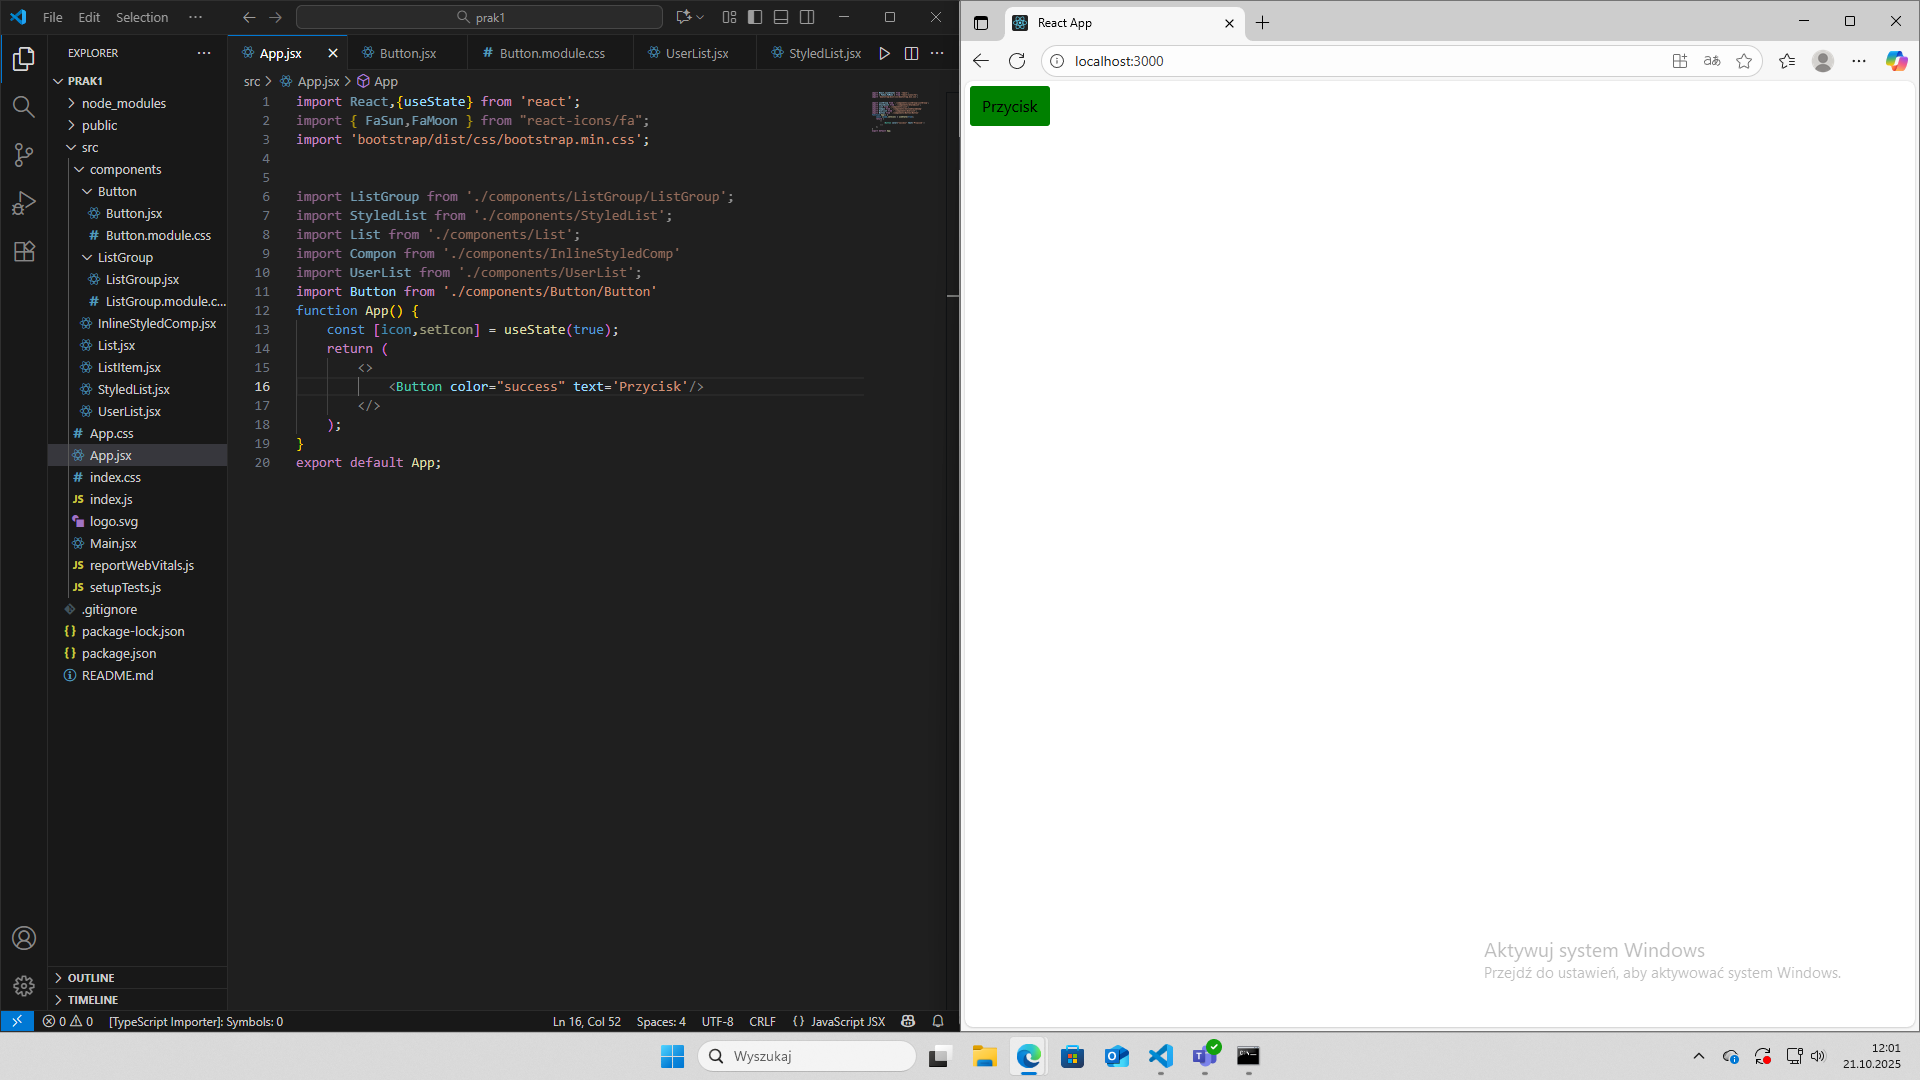 File Edit Selection ··· prak1
EXPLORER
PRAK1
node_modules
public
src
components
Button
Button.jsx
Button.module.css
ListGroup
ListGroup.jsx
ListGroup.module.c...
InlineStyledComp.jsx
List.jsx
ListItem.jsx
StyledList.jsx
UserList.jsx
App.css
App.jsx
index.css
index.js
logo.svg
Main.jsx
reportWebVitals.js
setupTests.js
.gitignore
package-lock.json
package.json
README.md
OUTLINE
TIMELINE
App.jsx Button.jsx Button.module.css UserList.jsx StyledList.jsx
src > App.jsx > App
1 import React,{useState} from 'react';
2 import { FaSun,FaMoon } from "react-icons/fa";
3 import 'bootstrap/dist/css/bootstrap.min.css';
4
5
6 import ListGroup from './components/ListGroup/ListGroup';
7 import StyledList from './components/StyledList';
8 import List from './components/List';
9 import Compon from './components/InlineStyledComp'
10 import UserList from './components/UserList';
11 import Button from './components/Button/Button'
12 function App() {
13 const [icon,setIcon] = useState(true);
14 return (
15 <>
16 <Button color="success" text='Przycisk'/>
17 </>
18 );
19 }
20 export default App;
0 0 [TypeScript Importer]: Symbols: 0 Ln 16, Col 52 Spaces: 4 UTF-8 CRLF {} JavaScript JSX
React App
localhost:3000
Przycisk
Aktywuj system Windows
Przejdź do ustawień, aby aktywować system Windows.
Wyszukaj
12:01
21.10.2025